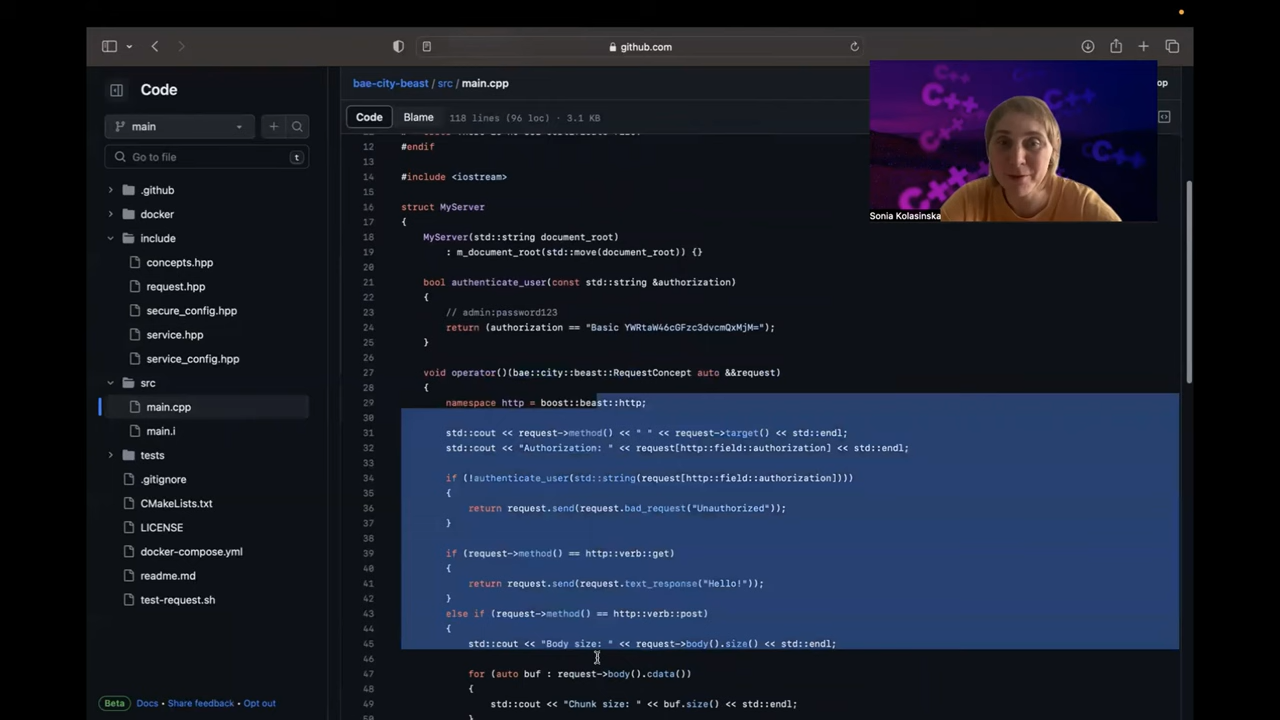 github.com
Code
bae-city-beast / src / main.cpp
op
main
Code
Blame
118 lines (96 loc) · 3.1 KB
Go to file
t
C++
C++
C++
C++
Sonia Kolasinska
.github
docker
include
concepts.hpp
request.hpp
secure_config.hpp
service.hpp
service_config.hpp
src
main.cpp
main.i
tests
.gitignore
CMakeLists.txt
LICENSE
docker-compose.yml
readme.md
test-request.sh
Beta
Docs · Share feedback · Opt out
12 #endif
13
14 #include <iostream>
15
16 struct MyServer
17 {
18 MyServer(std::string document_root)
19 : m_document_root(std::move(document_root)) {}
20
21 bool authenticate_user(const std::string &authorization)
22 {
23 // admin:password123
24 return (authorization == "Basic YWRtaW46cGFzc3dvcmQxMjM=");
25 }
26
27 void operator()(bae::city::beast::RequestConcept auto &&request)
28 {
29 namespace http = boost::beast::http;
30
31 std::cout << request->method() << " " << request->target() << std::endl;
32 std::cout << "Authorization: " << request[http::field::authorization] << std::endl;
33
34 if (!authenticate_user(std::string(request[http::field::authorization])))
35 {
36 return request.send(request.bad_request("Unauthorized"));
37 }
38
39 if (request->method() == http::verb::get)
40 {
41 return request.send(request.text_response("Hello!"));
42 }
43 else if (request->method() == http::verb::post)
44 {
45 std::cout << "Body size: " << request->body().size() << std::endl;
46
47 for (auto buf : request->body().cdata())
48 {
49 std::cout << "Chunk size: " << buf.size() << std::endl;